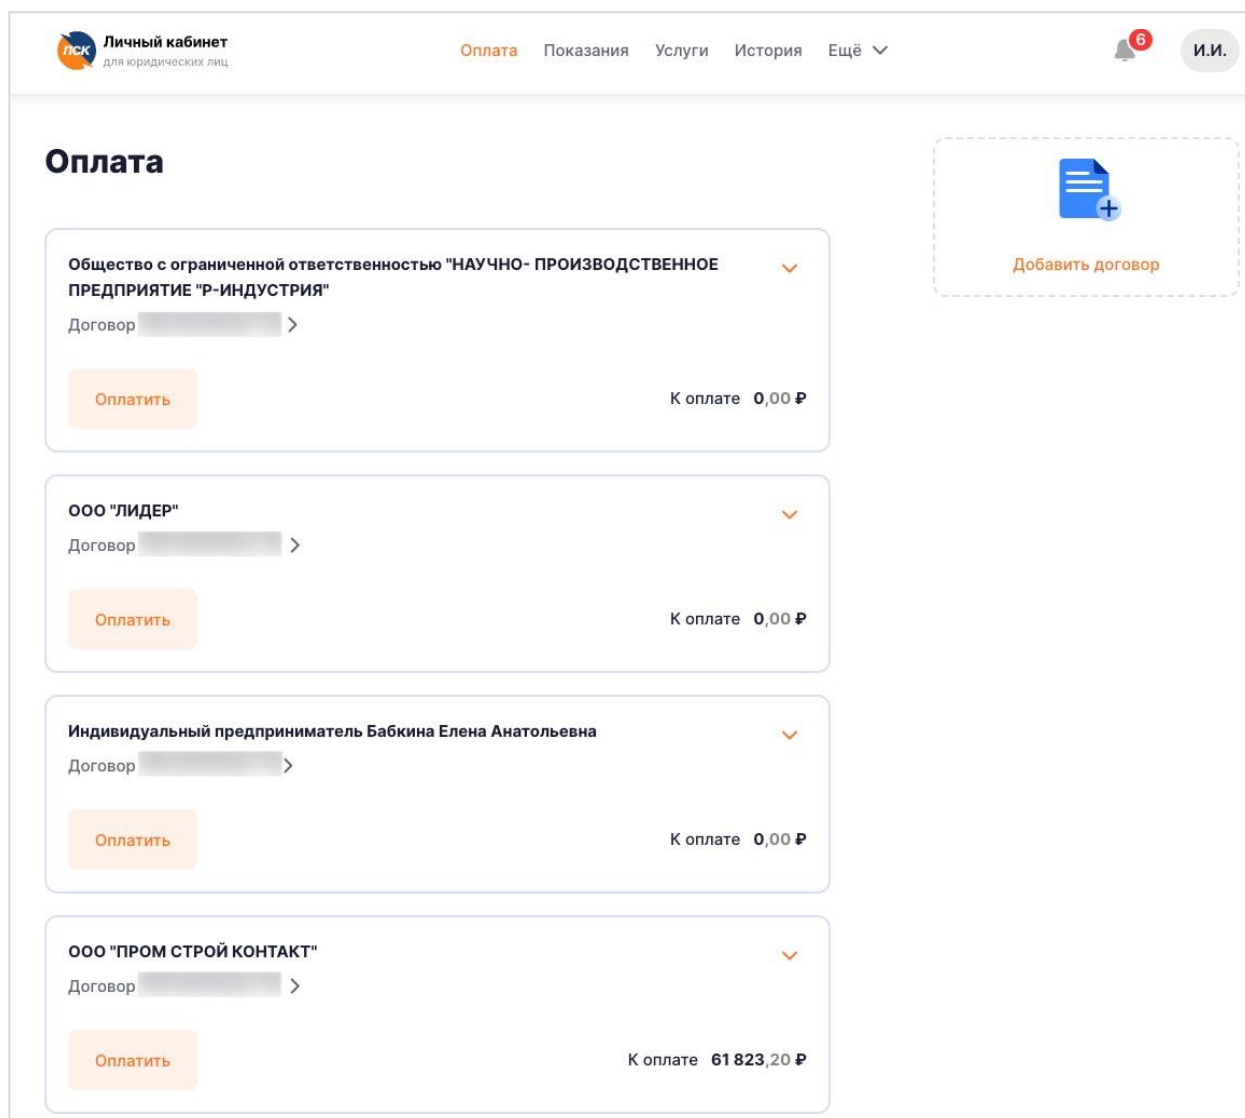 ПСК
Личный кабинет
для юридических лиц
Оплата Показания Услуги История Ещё
6
И.И.
Оплата
Добавить договор
Общество с ограниченной ответственностью "НАУЧНО- ПРОИЗВОДСТВЕННОЕ
ПРЕДПРИЯТИЕ "Р-ИНДУСТРИЯ"
Договор
Оплатить К оплате 0,00 ₽
ООО "ЛИДЕР"
Договор
Оплатить К оплате 0,00 ₽
Индивидуальный предприниматель Бабкина Елена Анатольевна
Договор
Оплатить К оплате 0,00 ₽
ООО "ПРОМ СТРОЙ КОНТАКТ"
Договор
Оплатить К оплате 61 823,20 ₽